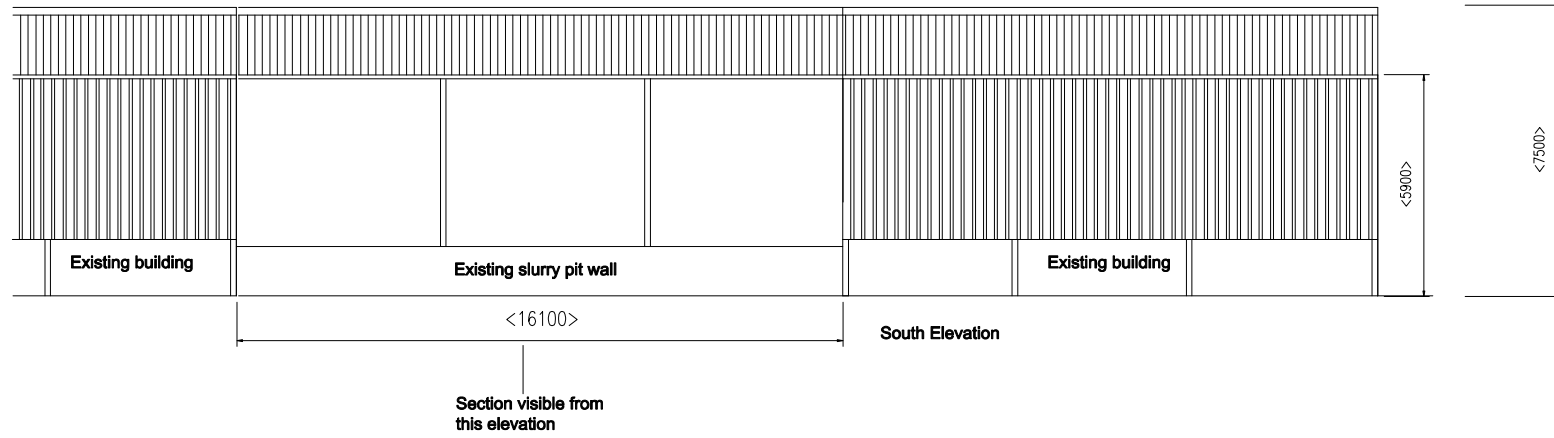 <7500>
<5900>
Existing building
Existing slurry pit wall
Existing building
<16100>
South Elevation
Section visible from
this elevation